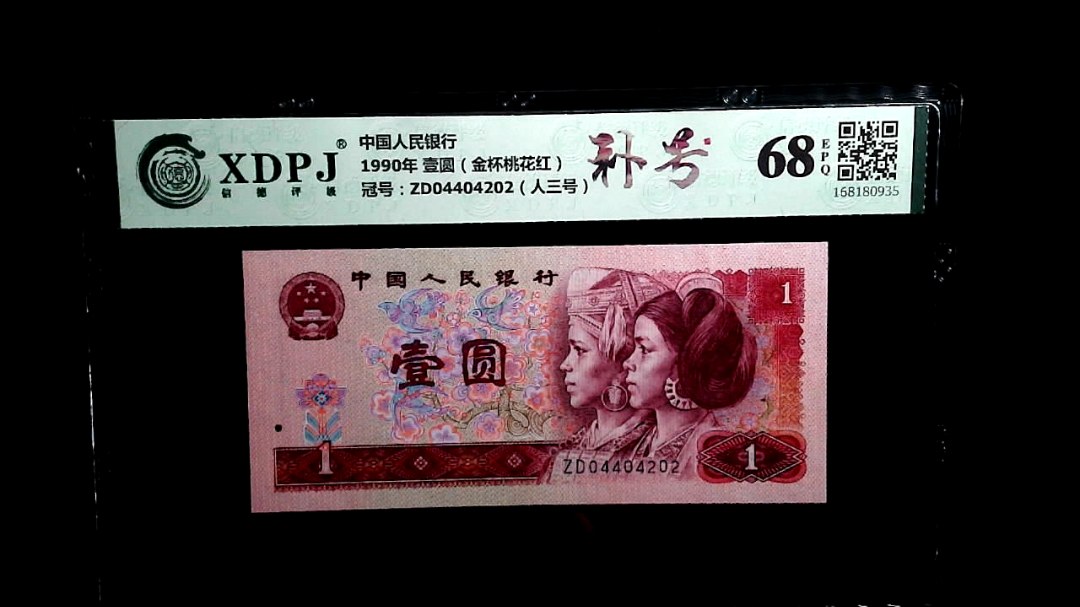 XDPJ®
信德评级
中国人民银行
1990年 壹圆（金杯桃花红）
冠号：ZD04404202（人三号）
补号
68
EPQ
168180935
中国人民银行
1
壹圆
1
ZD04404202
1